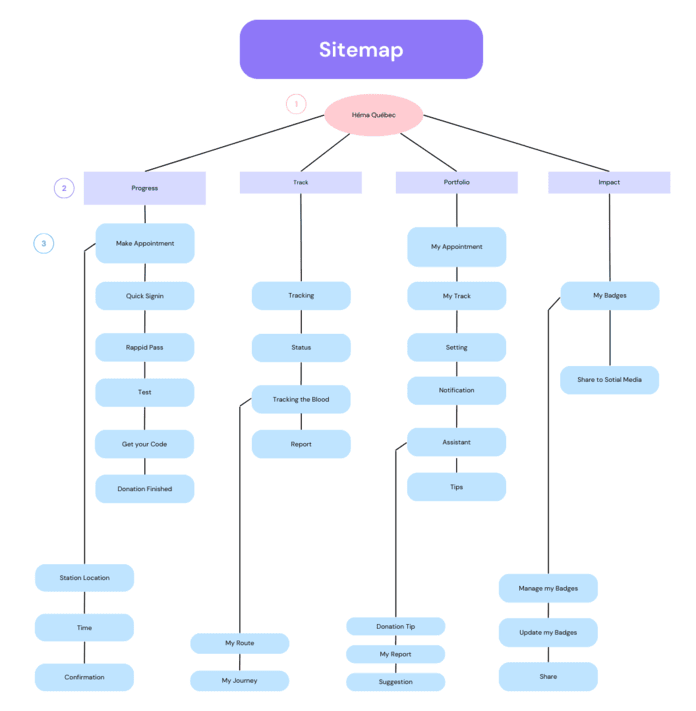 Sitemap
1
Héma Québec
2
Progress
Track
Portfolio
Impact
3
Make Appointment
My Appointment
Quick Signin
Tracking
My Track
My Badges
Rappid Pass
Status
Setting
Share to Sotial Media
Test
Tracking the Blood
Notification
Get your Code
Report
Assistant
Donation Finished
Tips
Station Location
Manage my Badges
Time
Donation Tip
Update my Badges
My Route
My Report
Confirmation
My Journey
Suggestion
Share